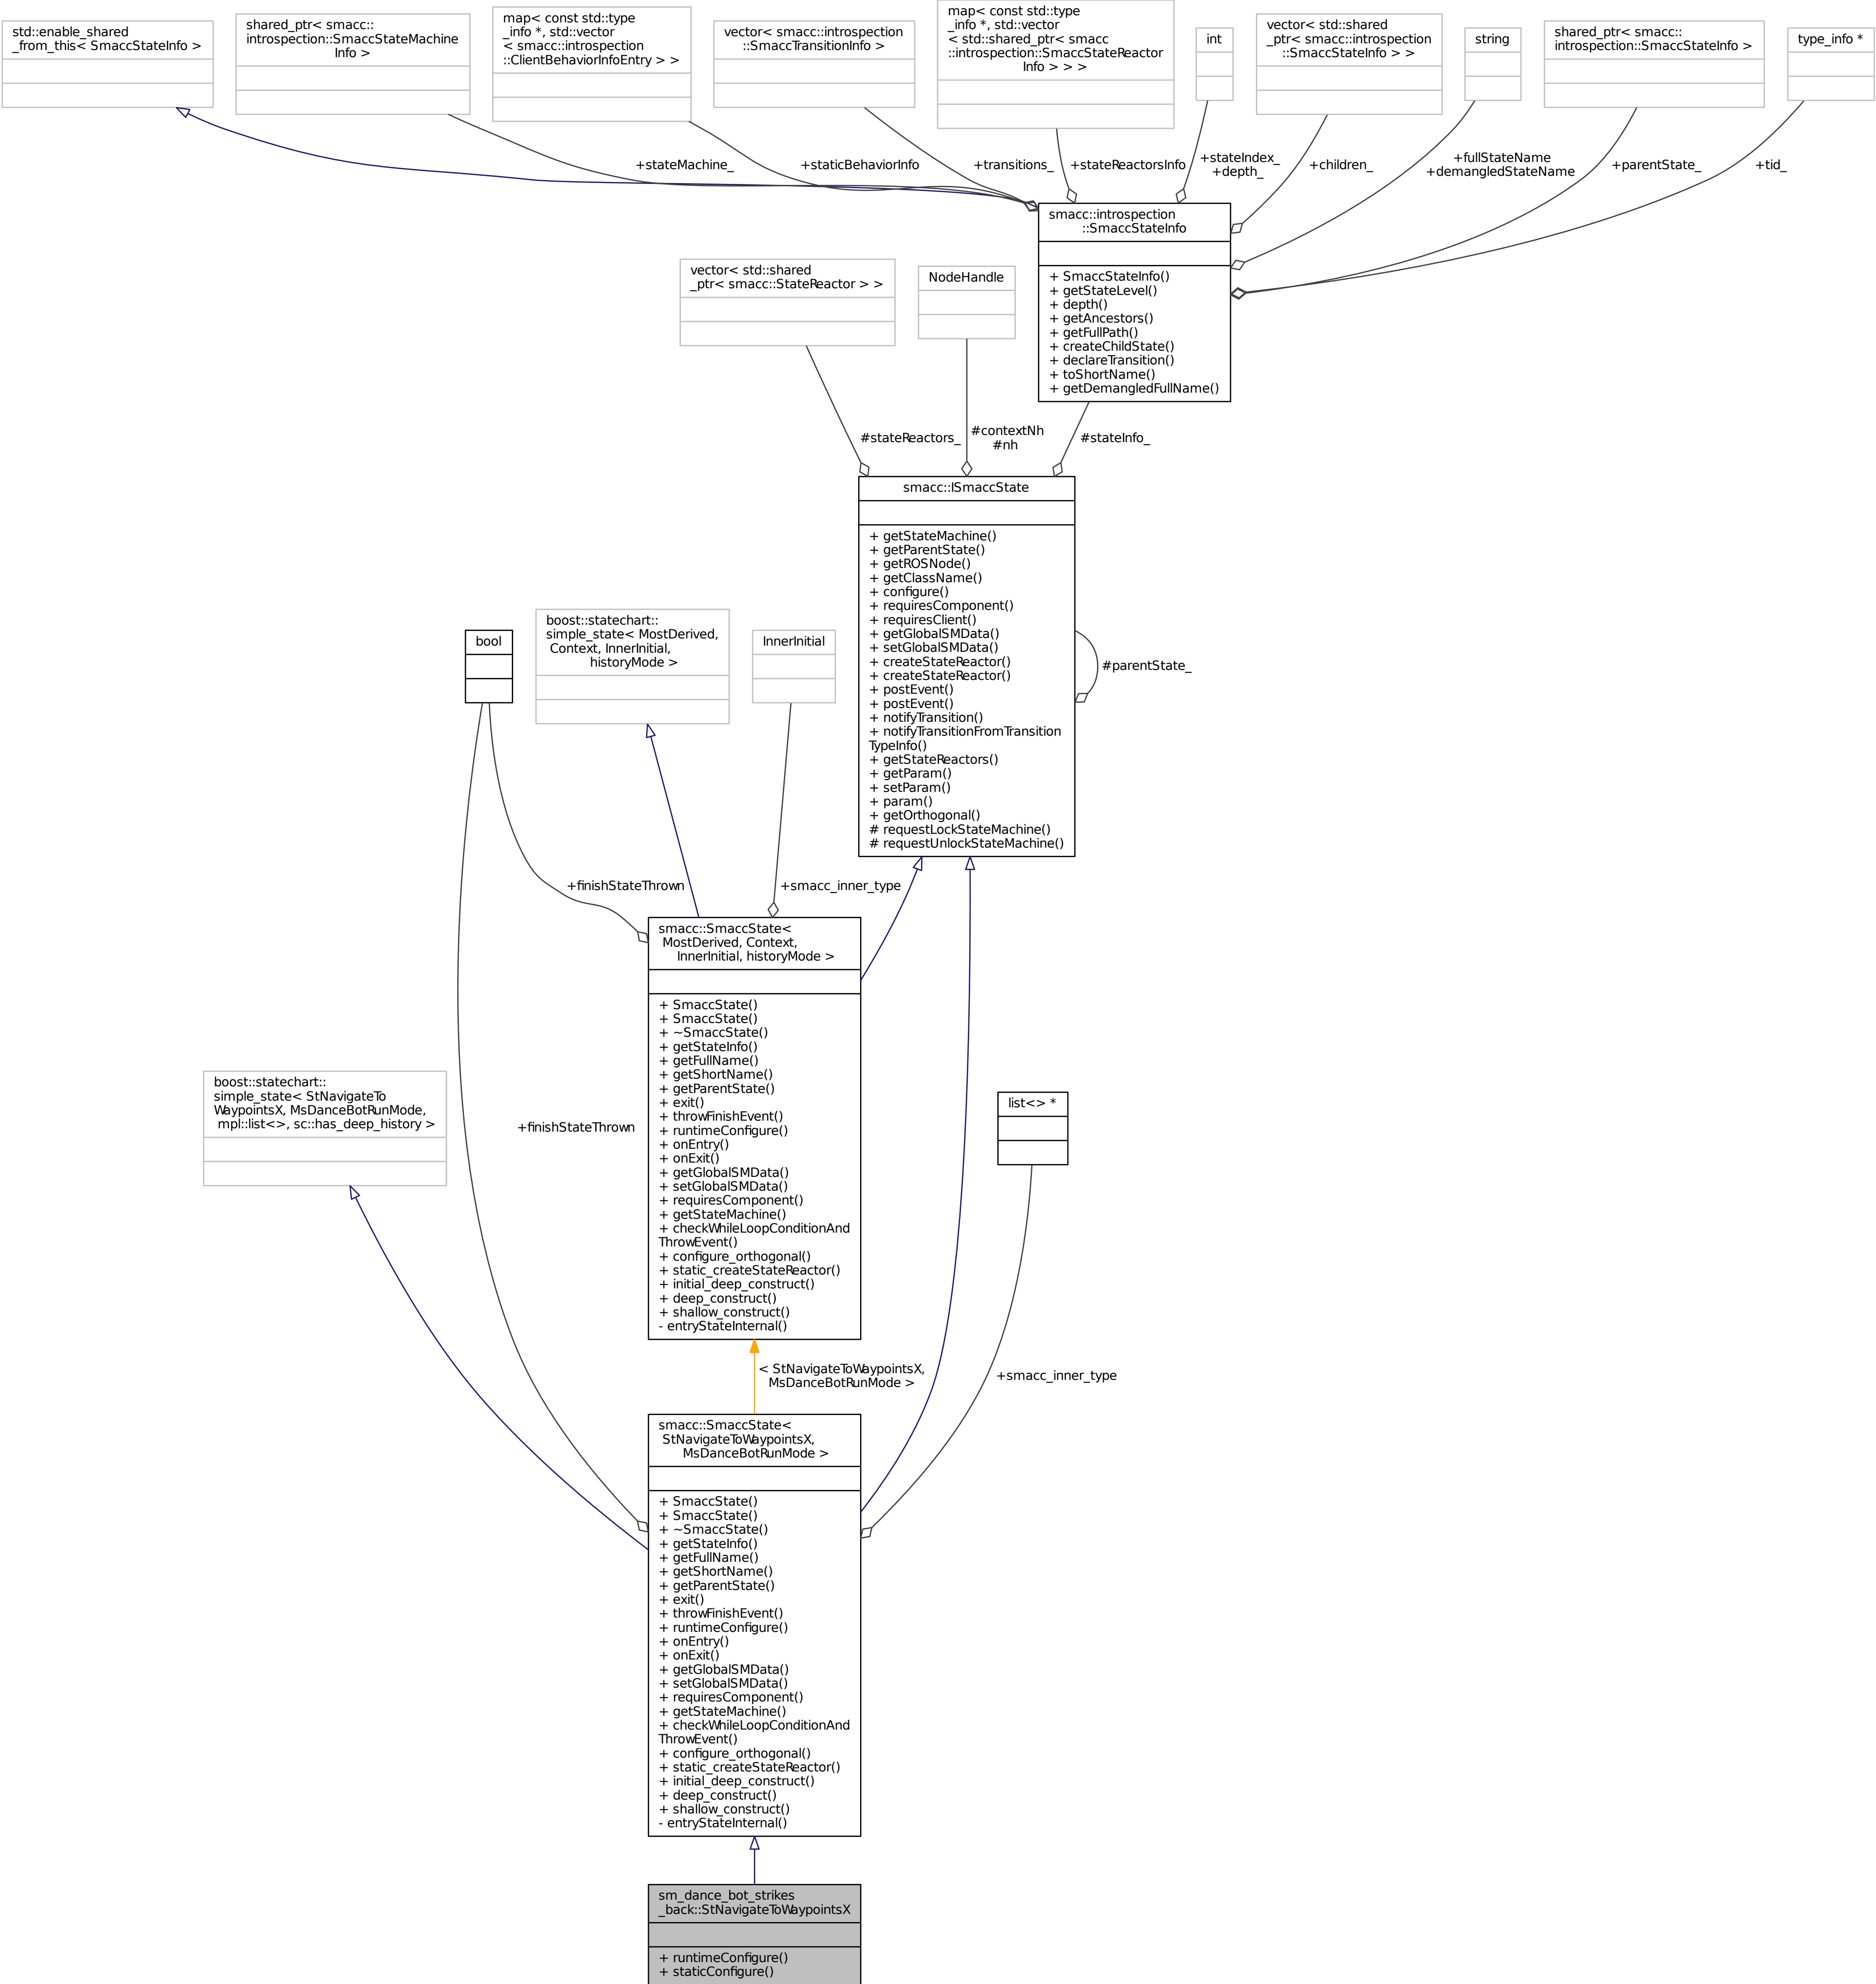 std::enable_shared
_from_this< SmaccStateInfo >
shared_ptr< smacc::
introspection::SmaccStateMachine
Info >
map< const std::type
_info *, std::vector
< smacc::introspection
::ClientBehaviorInfoEntry > >
vector< smacc::introspection
::SmaccTransitionInfo >
map< const std::type
_info *, std::vector
< std::shared_ptr< smacc
::introspection::SmaccStateReactor
Info > > >
int
vector< std::shared
_ptr< smacc::introspection
::SmaccStateInfo > >
string
shared_ptr< smacc::
introspection::SmaccStateInfo >
type_info *
+stateMachine_
+staticBehaviorInfo
+transitions_
+stateReactorsInfo
+stateIndex_
+depth_
+children_
+fullStateName
+demangledStateName
+parentState_
+tid_
smacc::introspection
::SmaccStateInfo
+ SmaccStateInfo()
+ getStateLevel()
+ depth()
+ getAncestors()
+ getFullPath()
+ createChildState()
+ declareTransition()
+ toShortName()
+ getDemangledFullName()
vector< std::shared
_ptr< smacc::StateReactor > >
NodeHandle
#stateReactors_
#contextNh
#nh
#stateInfo_
smacc::ISmaccState
+ getStateMachine()
+ getParentState()
+ getROSNode()
+ getClassName()
+ configure()
+ requiresComponent()
+ requiresClient()
+ getGlobalSMData()
+ setGlobalSMData()
+ createStateReactor()
+ createStateReactor()
+ postEvent()
+ postEvent()
+ notifyTransition()
+ notifyTransitionFromTransition
TypeInfo()
+ getStateReactors()
+ getParam()
+ setParam()
+ param()
+ getOrthogonal()
# requestLockStateMachine()
# requestUnlockStateMachine()
#parentState_
bool
boost::statechart::
simple_state< MostDerived,
Context, InnerInitial,
historyMode >
InnerInitial
+finishStateThrown
+smacc_inner_type
smacc::SmaccState<
MostDerived, Context,
InnerInitial, historyMode >
+ SmaccState()
+ SmaccState()
+ ~SmaccState()
+ getStateInfo()
+ getFullName()
+ getShortName()
+ getParentState()
+ exit()
+ throwFinishEvent()
+ runtimeConfigure()
+ onEntry()
+ onExit()
+ getGlobalSMData()
+ setGlobalSMData()
+ requiresComponent()
+ getStateMachine()
+ checkWhileLoopConditionAnd
ThrowEvent()
+ configure_orthogonal()
+ static_createStateReactor()
+ initial_deep_construct()
+ deep_construct()
+ shallow_construct()
- entryStateInternal()
boost::statechart::
simple_state< StNavigateTo
WaypointsX, MsDanceBotRunMode,
mpl::list<>, sc::has_deep_history >
+finishStateThrown
list<> *
< StNavigateToWaypointsX,
MsDanceBotRunMode >
+smacc_inner_type
smacc::SmaccState<
StNavigateToWaypointsX,
MsDanceBotRunMode >
+ SmaccState()
+ SmaccState()
+ ~SmaccState()
+ getStateInfo()
+ getFullName()
+ getShortName()
+ getParentState()
+ exit()
+ throwFinishEvent()
+ runtimeConfigure()
+ onEntry()
+ onExit()
+ getGlobalSMData()
+ setGlobalSMData()
+ requiresComponent()
+ getStateMachine()
+ checkWhileLoopConditionAnd
ThrowEvent()
+ configure_orthogonal()
+ static_createStateReactor()
+ initial_deep_construct()
+ deep_construct()
+ shallow_construct()
- entryStateInternal()
sm_dance_bot_strikes
_back::StNavigateToWaypointsX
+ runtimeConfigure()
+ staticConfigure()